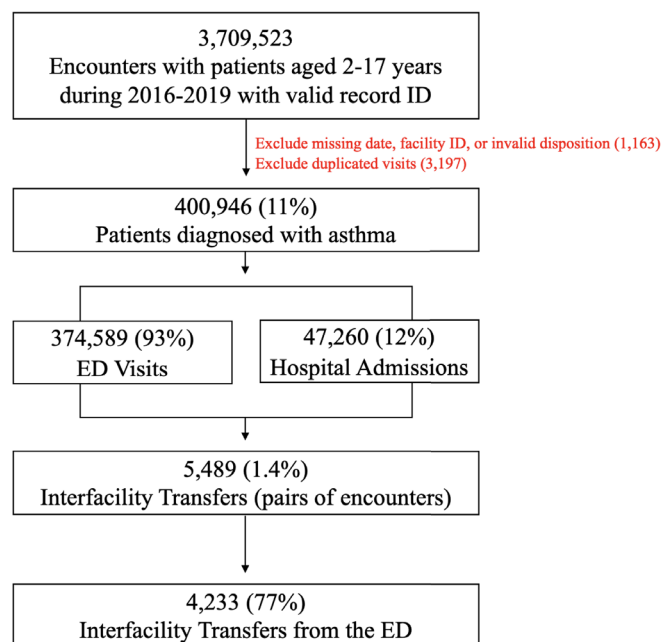 3,709,523
Encounters with patients aged 2-17 years
during 2016-2019 with valid record ID
Exclude missing date, facility ID, or invalid disposition (1,163)
Exclude duplicated visits (3,197)
400,946 (11%)
Patients diagnosed with asthma
374,589 (93%)
ED Visits
47,260 (12%)
Hospital Admissions
5,489 (1.4%)
Interfacility Transfers (pairs of encounters)
4,233 (77%)
Interfacility Transfers from the ED